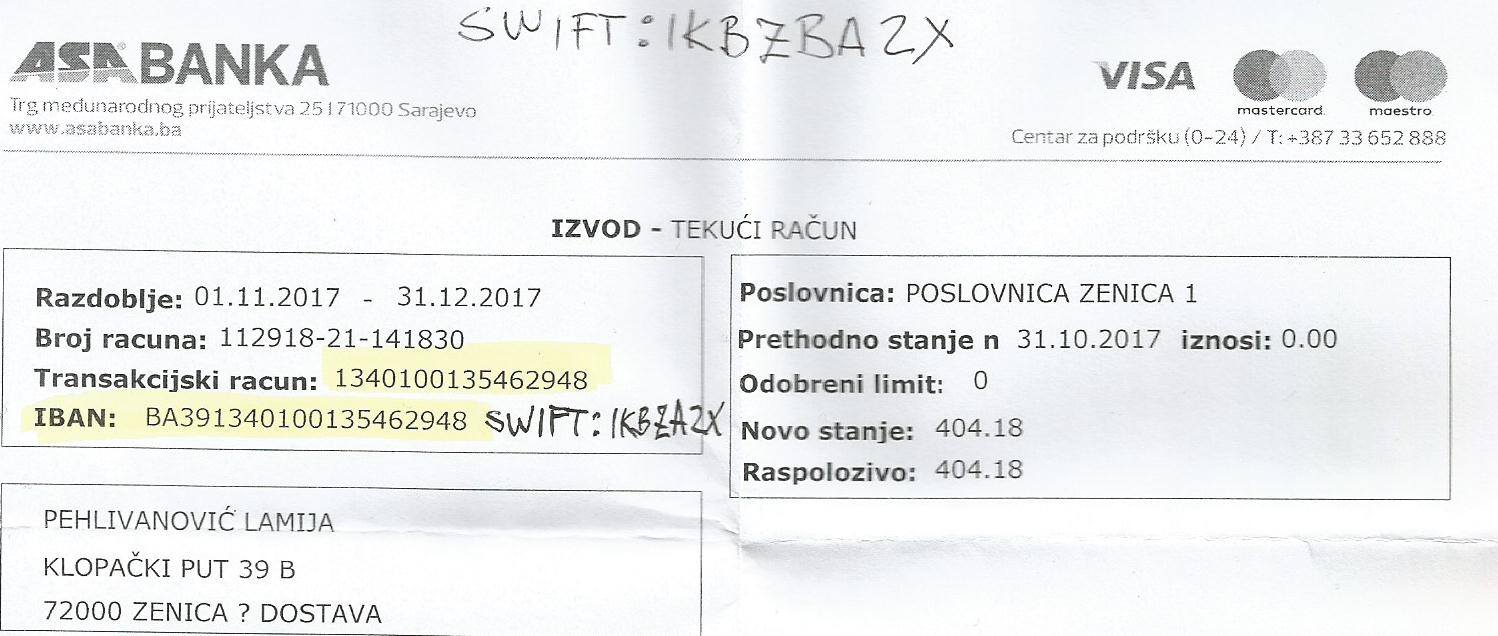 SWIFT: IKBZBA2X
ASA BANKA
Trg međunarodnog prijateljstva 25 | 71000 Sarajevo
www.asabanka.ba
VISA
mastercard.
maestro.
Centar za podršku (0-24) / T: +387 33 652 888
IZVOD - TEKUĆI RAČUN
Razdoblje: 01.11.2017 - 31.12.2017
Broj racuna: 112918-21-141830
Transakcijski racun: 1340100135462948
IBAN: BA391340100135462948 SWIFT: IKBZA2X
Poslovnica: POSLOVNICA ZENICA 1
Prethodno stanje n 31.10.2017 iznosi: 0.00
Odobreni limit: 0
Novo stanje: 404.18
Raspolozivo: 404.18
PEHLIVANOVIĆ LAMIJA
KLOPAČKI PUT 39 B
72000 ZENICA ? DOSTAVA